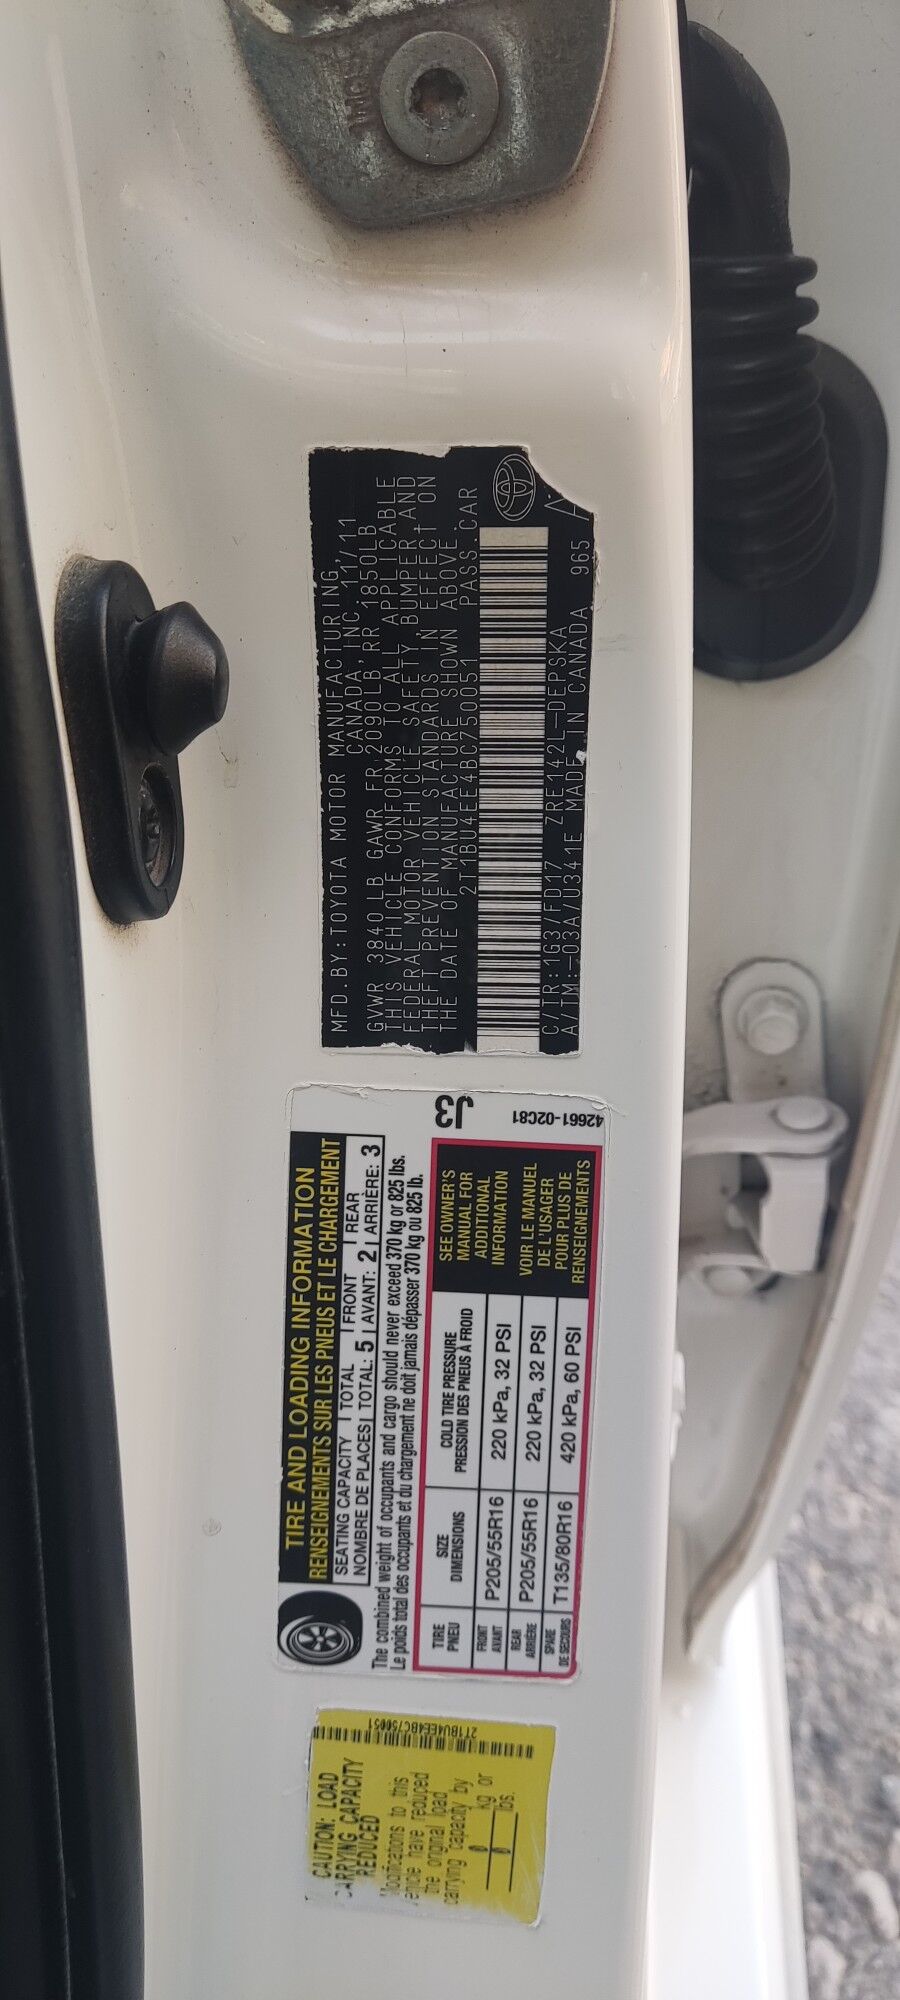 MFD.BY:TOYOTA MOTOR MANUFACTURING,
CANADA,INC. 11/11
GVWR 3840LB GAWR FR 2090LB RR 1850LB
THIS VEHICLE CONFORMS TO ALL APPLICABLE
FEDERAL MOTOR VEHICLE SAFETY, BUMPER, AND
THEFT PREVENTION STANDARDS IN EFFECT ON
THE DATE OF MANUFACTURE SHOWN ABOVE.
2T1BU4EE4BC750051 PASS.CAR
C/TR:1G3/FD17 ZRE142L-DEPSKA
A/TM:-03A/U341E MADE IN CANADA 965
TIRE AND LOADING INFORMATION
RENSEIGNEMENTS SUR LES PNEUS ET LE CHARGEMENT
SEATING CAPACITY | TOTAL | FRONT | REAR
NOMBRE DE PLACES | TOTAL: 5 | AVANT: 2 | ARRIÈRE: 3
The combined weight of occupants and cargo should never exceed 370 kg or 825 lbs.
Le poids total des occupants et du chargement ne doit jamais dépasser 370 kg ou 825 lb.
J3
42661-02C81
TIRE SIZE COLD TIRE PRESSURE
PNEU DIMENSIONS PRESSION DES PNEUS À FROID
FRONT AVANT P205/55R16 220 kPa, 32 PSI
REAR ARRIÈRE P205/55R16 220 kPa, 32 PSI
SPARE DE SECOURS T135/80R16 420 kPa, 60 PSI
SEE OWNER'S
MANUAL FOR
ADDITIONAL
INFORMATION
VOIR LE MANUEL
DE L'USAGER
POUR PLUS DE
RENSEIGNEMENTS
2T1BU4EE4BC750051
CAUTION: LOAD
CARRYING CAPACITY
REDUCED
Modifications to this
vehicle have reduced
the original load
carrying capacity by
0 kg or
0 lbs.